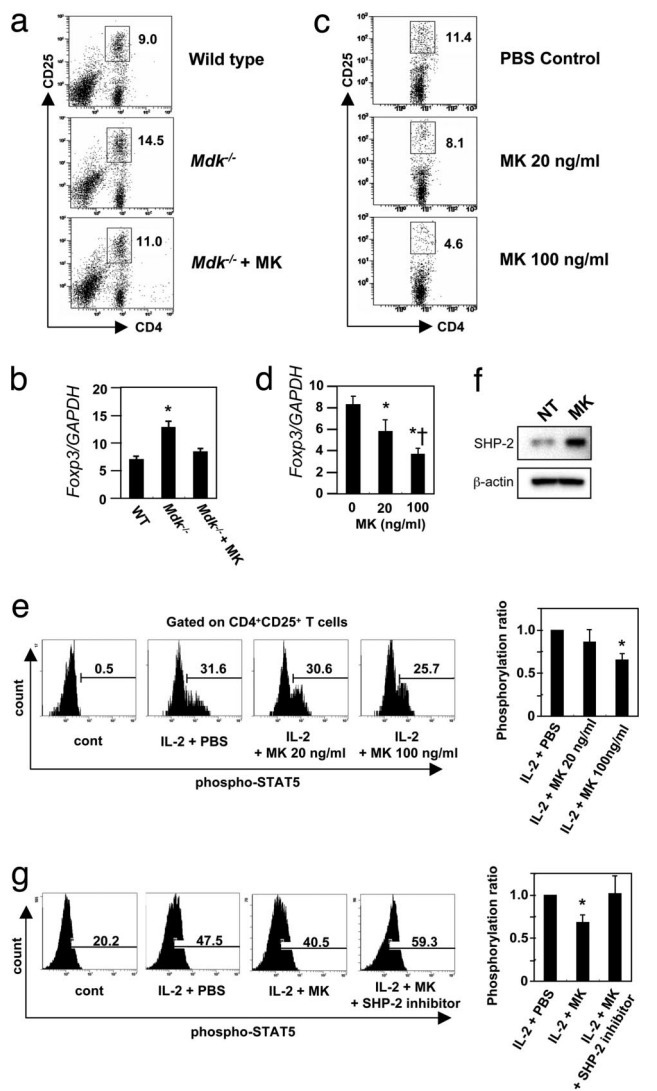 a
CD25
9.0
Wild type
14.5
Mdk-/-
11.0
Mdk-/- + MK
CD4
c
CD25
11.4
PBS Control
8.1
MK 20 ng/ml
4.6
MK 100 ng/ml
CD4
b
Foxp3/GAPDH
20
15
10
5
0
*
WT
Mdk-/-
Mdk-/- + MK
d
Foxp3/GAPDH
10
8
6
4
2
0
*
*†
0 20 100
MK (ng/ml)
f
NT MK
SHP-2
β-actin
e
Gated on CD4+CD25+ T cells
count
0.5
31.6
30.6
25.7
cont
IL-2 + PBS
IL-2
+ MK 20 ng/ml
IL-2
+ MK 100 ng/ml
phospho-STAT5
Phosphorylation ratio
1.0
0.5
0
*
IL-2 + PBS
IL-2 + MK 20 ng/ml
IL-2 + MK 100ng/ml
g
count
20.2
47.5
40.5
59.3
cont
IL-2 + PBS
IL-2 + MK
IL-2 + MK
+ SHP-2 inhibitor
phospho-STAT5
Phosphorylation ratio
1.0
0.5
0
*
IL-2 + PBS
IL-2 + MK
IL-2 + MK
+ SHP-2 inhibitor